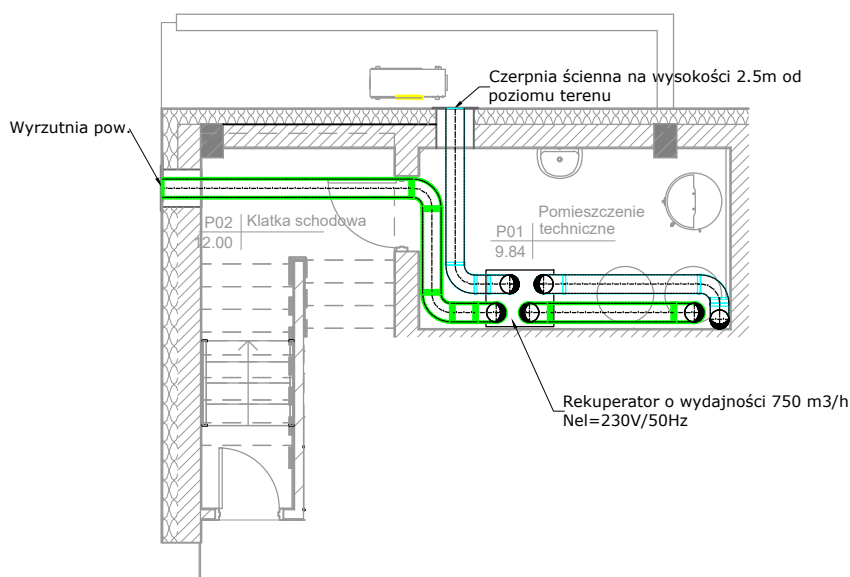 Czerpnia ścienna na wysokości 2.5m od
poziomu terenu
Wyrzutnia pow.
P02 Klatka schodowa
12.00
P01 Pomieszczenie
techniczne
9.84
Rekuperator o wydajności 750 m3/h
Nel=230V/50Hz